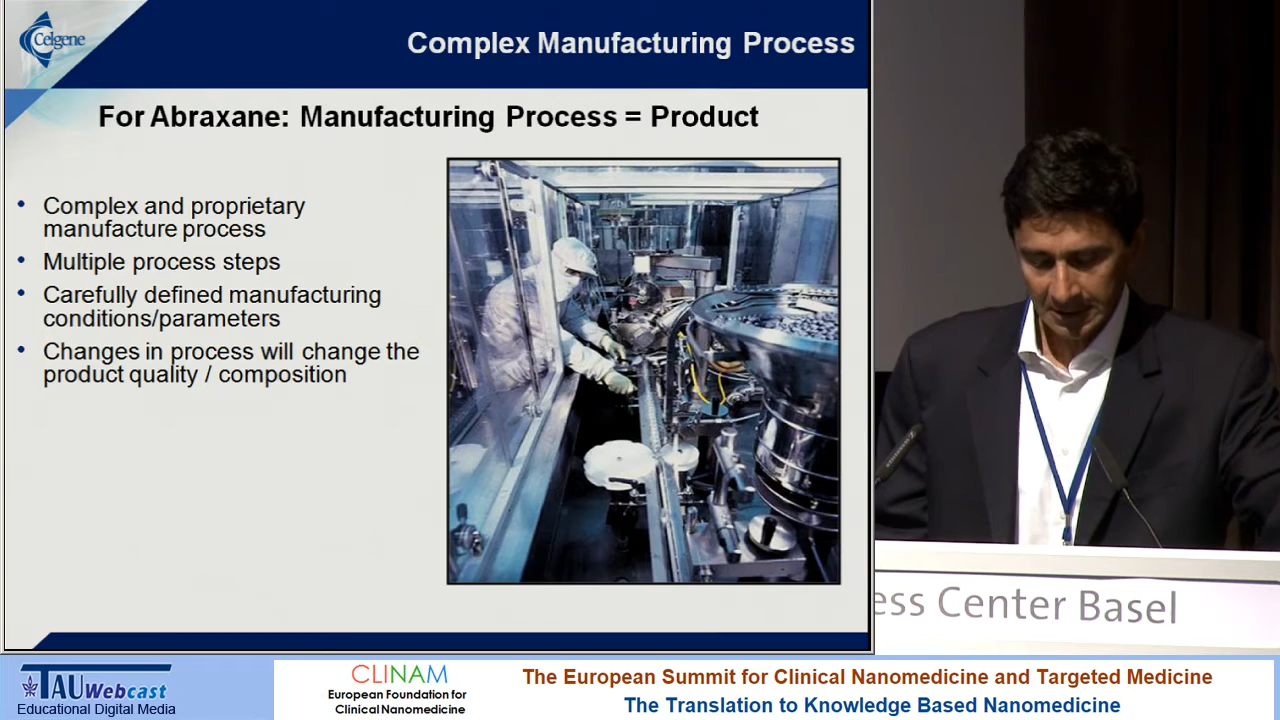 Celgene
Complex Manufacturing Process
For Abraxane: Manufacturing Process = Product
• Complex and proprietary
manufacture process
• Multiple process steps
• Carefully defined manufacturing
conditions/parameters
• Changes in process will change the
product quality / composition
ess Center Basel
TAU Webcast
Educational Digital Media
CLINAM
European Foundation for
Clinical Nanomedicine
The European Summit for Clinical Nanomedicine and Targeted Medicine
The Translation to Knowledge Based Nanomedicine